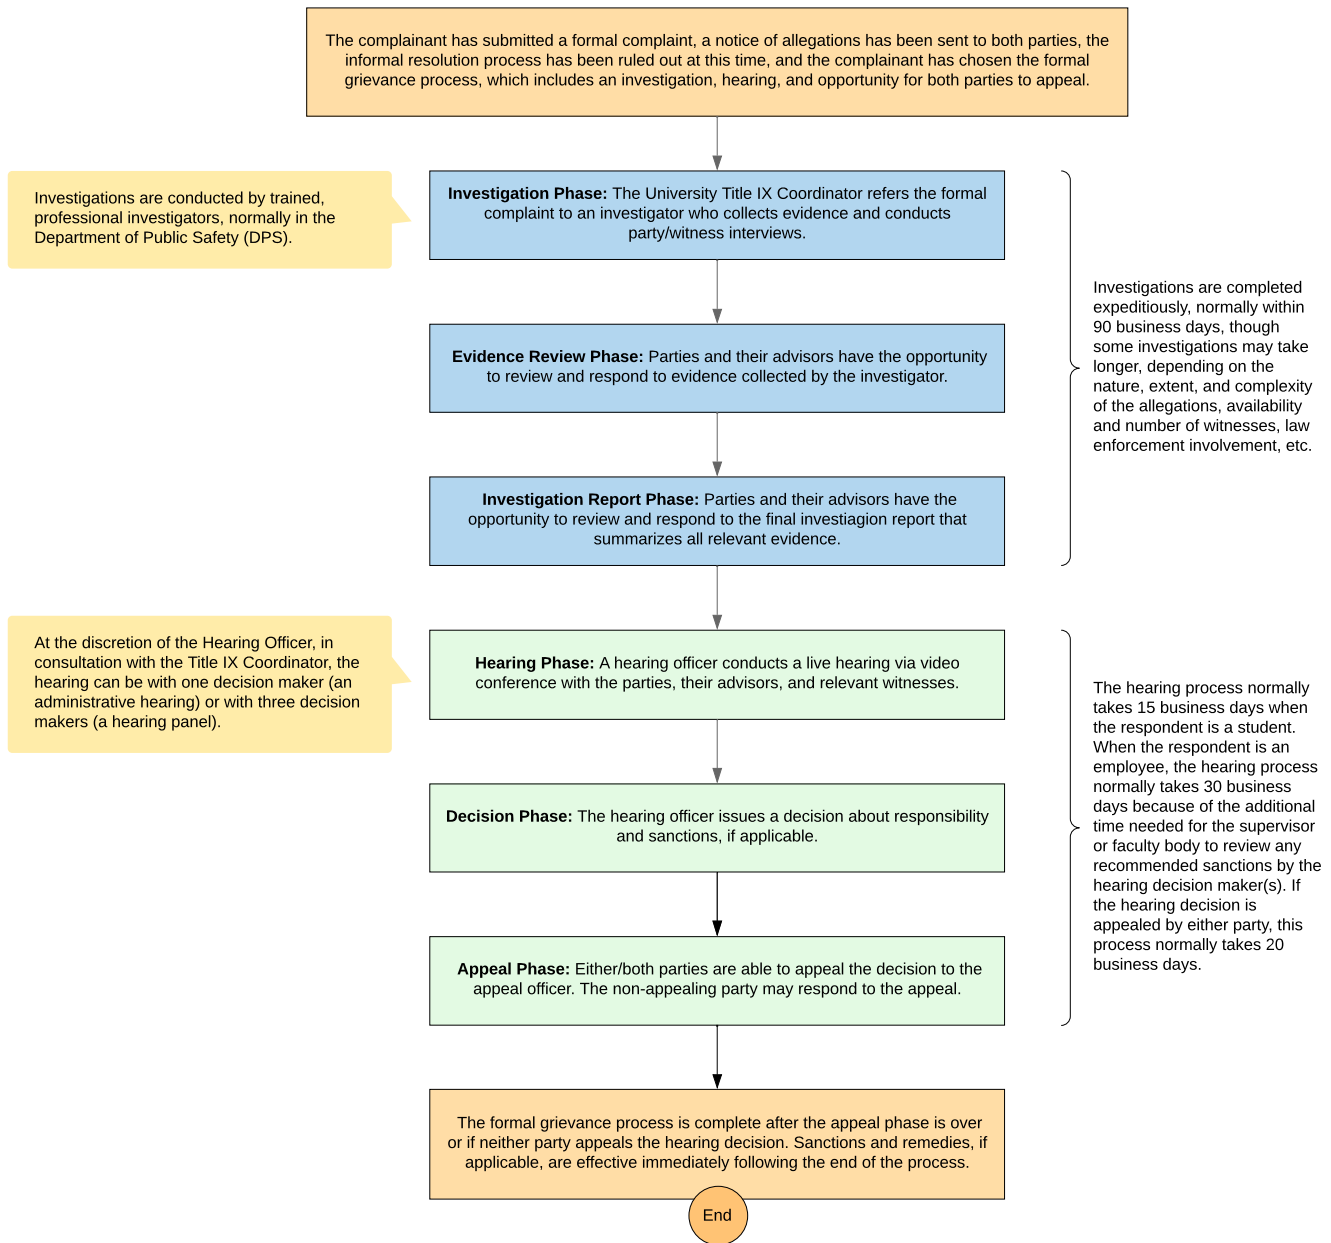 The complainant has submitted a formal complaint, a notice of allegations has been sent to both parties, the
informal resolution process has been ruled out at this time, and the complainant has chosen the formal
grievance process, which includes an investigation, hearing, and opportunity for both parties to appeal.
Investigations are conducted by trained,
professional investigators, normally in the
Department of Public Safety (DPS).
Investigation Phase: The University Title IX Coordinator refers the formal
complaint to an investigator who collects evidence and conducts
party/witness interviews.
Evidence Review Phase: Parties and their advisors have the opportunity
to review and respond to evidence collected by the investigator.
Investigation Report Phase: Parties and their advisors have the
opportunity to review and respond to the final investiagion report that
summarizes all relevant evidence.
Investigations are completed
expeditiously, normally within
90 business days, though
some investigations may take
longer, depending on the
nature, extent, and complexity
of the allegations, availability
and number of witnesses, law
enforcement involvement, etc.
At the discretion of the Hearing Officer, in
consultation with the Title IX Coordinator, the
hearing can be with one decision maker (an
administrative hearing) or with three decision
makers (a hearing panel).
Hearing Phase: A hearing officer conducts a live hearing via video
conference with the parties, their advisors, and relevant witnesses.
Decision Phase: The hearing officer issues a decision about responsibility
and sanctions, if applicable.
Appeal Phase: Either/both parties are able to appeal the decision to the
appeal officer. The non-appealing party may respond to the appeal.
The hearing process normally
takes 15 business days when
the respondent is a student.
When the respondent is an
employee, the hearing process
normally takes 30 business
days because of the additional
time needed for the supervisor
or faculty body to review any
recommended sanctions by the
hearing decision maker(s). If
the hearing decision is
appealed by either party, this
process normally takes 20
business days.
The formal grievance process is complete after the appeal phase is over
or if neither party appeals the hearing decision. Sanctions and remedies, if
applicable, are effective immediately following the end of the process.
End